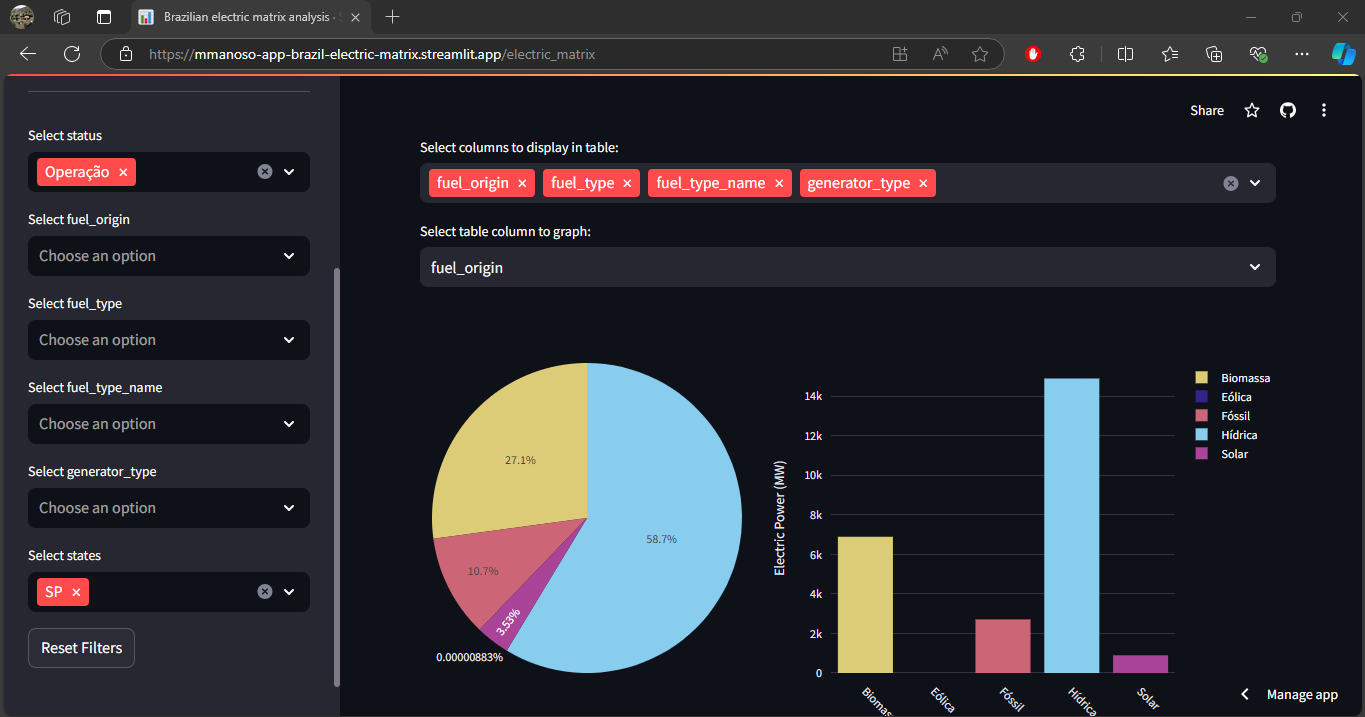 Brazilian electric matrix analysis ·
https://mmanoso-app-brazil-electric-matrix.streamlit.app/electric_matrix
Share
Select status
Operação
Select fuel_origin
Choose an option
Select fuel_type
Choose an option
Select fuel_type_name
Choose an option
Select generator_type
Choose an option
Select states
SP
Reset Filters
Select columns to display in table:
fuel_origin fuel_type fuel_type_name generator_type
Select table column to graph:
fuel_origin
27.1%
58.7%
10.7%
3.53%
0.00000883%
Electric Power (MW)
14k
12k
10k
8k
6k
4k
2k
0
Biomas
Eólica
Fóssil
Hídrica
Solar
Biomassa
Eólica
Fóssil
Hídrica
Solar
Manage app